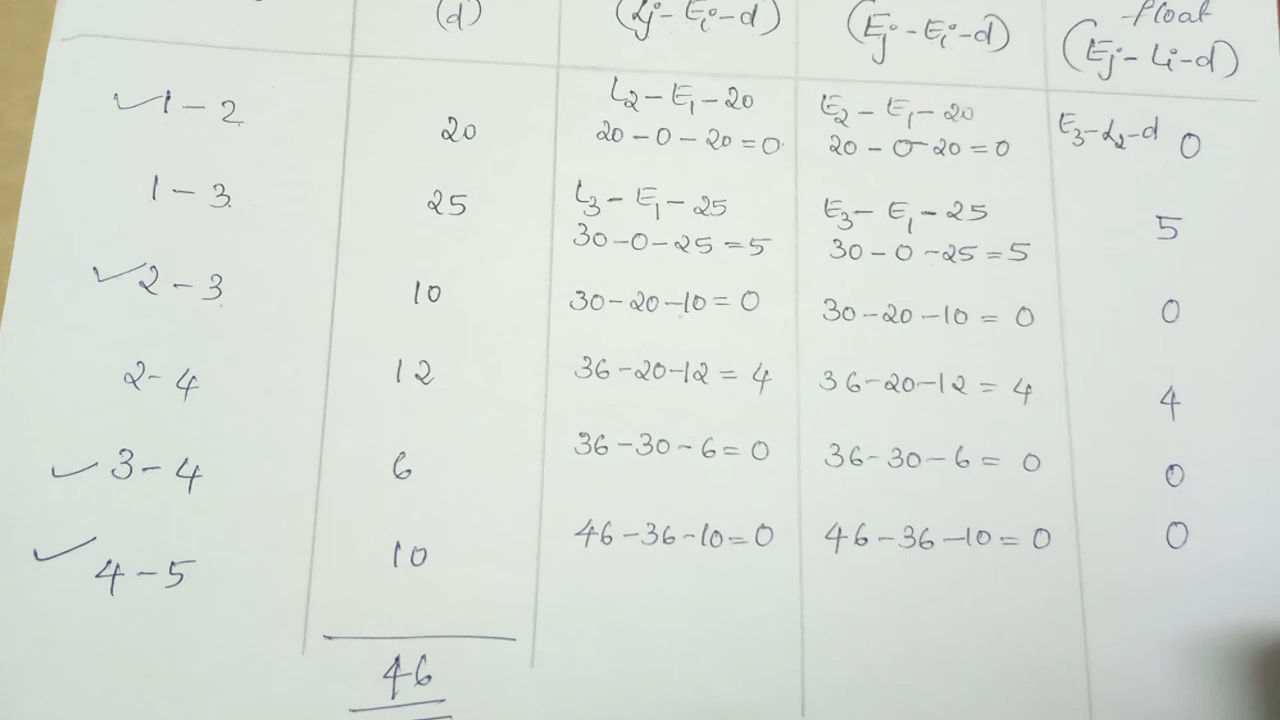 (d) (Lj - Ei - d) (Ej - Ei - d) float
(Ej - Li - d)
✓1 - 2 20 L2 - E1 - 20 E2 - E1 - 20 E3 - L2 - d 0
20 - 0 - 20 = 0 20 - 0 - 20 = 0
1 - 3 25 L3 - E1 - 25 E3 - E1 - 25 5
30 - 0 - 25 = 5 30 - 0 - 25 = 5
✓2 - 3 10 30 - 20 - 10 = 0 30 - 20 - 10 = 0 0
2 - 4 12 36 - 20 - 12 = 4 36 - 20 - 12 = 4 4
✓3 - 4 6 36 - 30 - 6 = 0 36 - 30 - 6 = 0 0
✓4 - 5 10 46 - 36 - 10 = 0 46 - 36 - 10 = 0 0
46